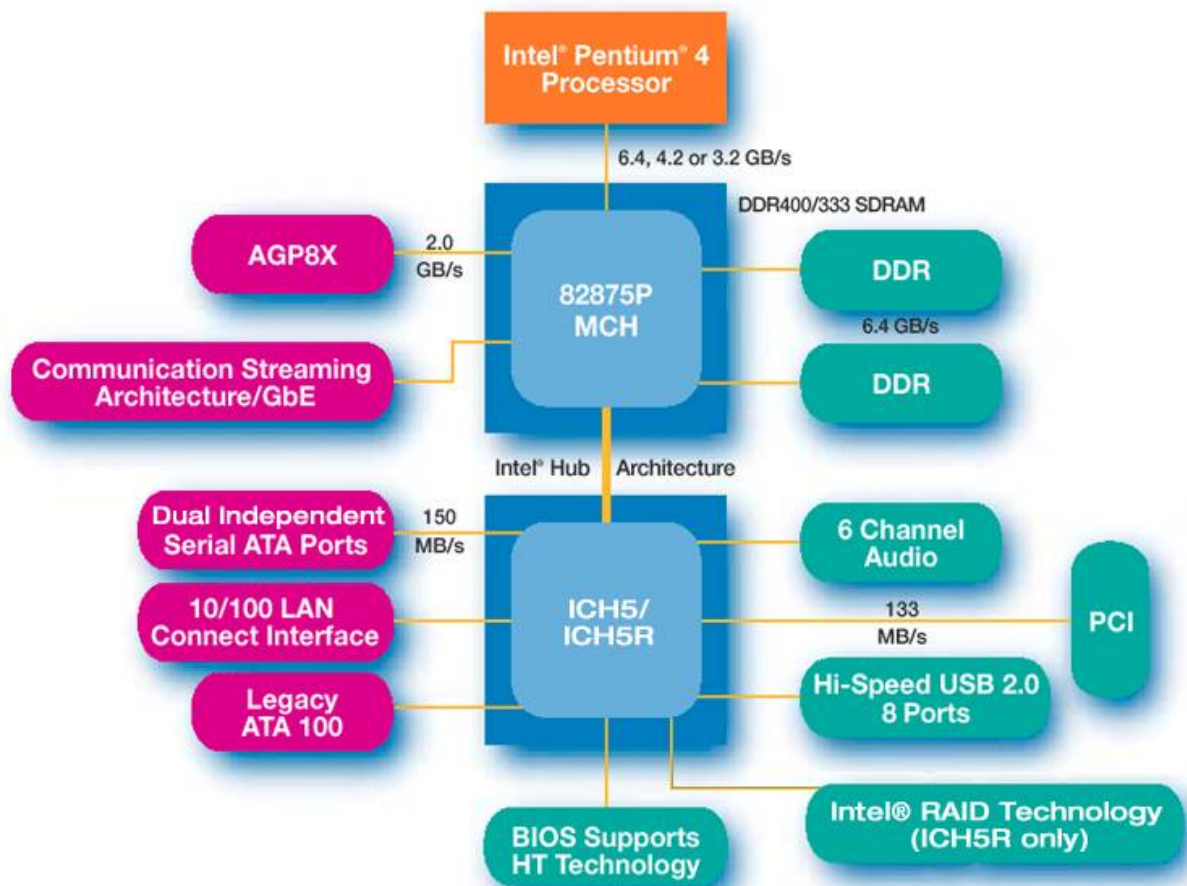 Intel® Pentium® 4
Processor
6.4, 4.2 or 3.2 GB/s
DDR400/333 SDRAM
AGP8X
2.0
GB/s
82875P
MCH
DDR
6.4 GB/s
DDR
Communication Streaming
Architecture/GbE
Intel® Hub Architecture
Dual Independent
Serial ATA Ports
150
MB/s
6 Channel
Audio
10/100 LAN
Connect Interface
ICH5/
ICH5R
133
MB/s
PCI
Legacy
ATA 100
Hi-Speed USB 2.0
8 Ports
BIOS Supports
HT Technology
Intel® RAID Technology
(ICH5R only)